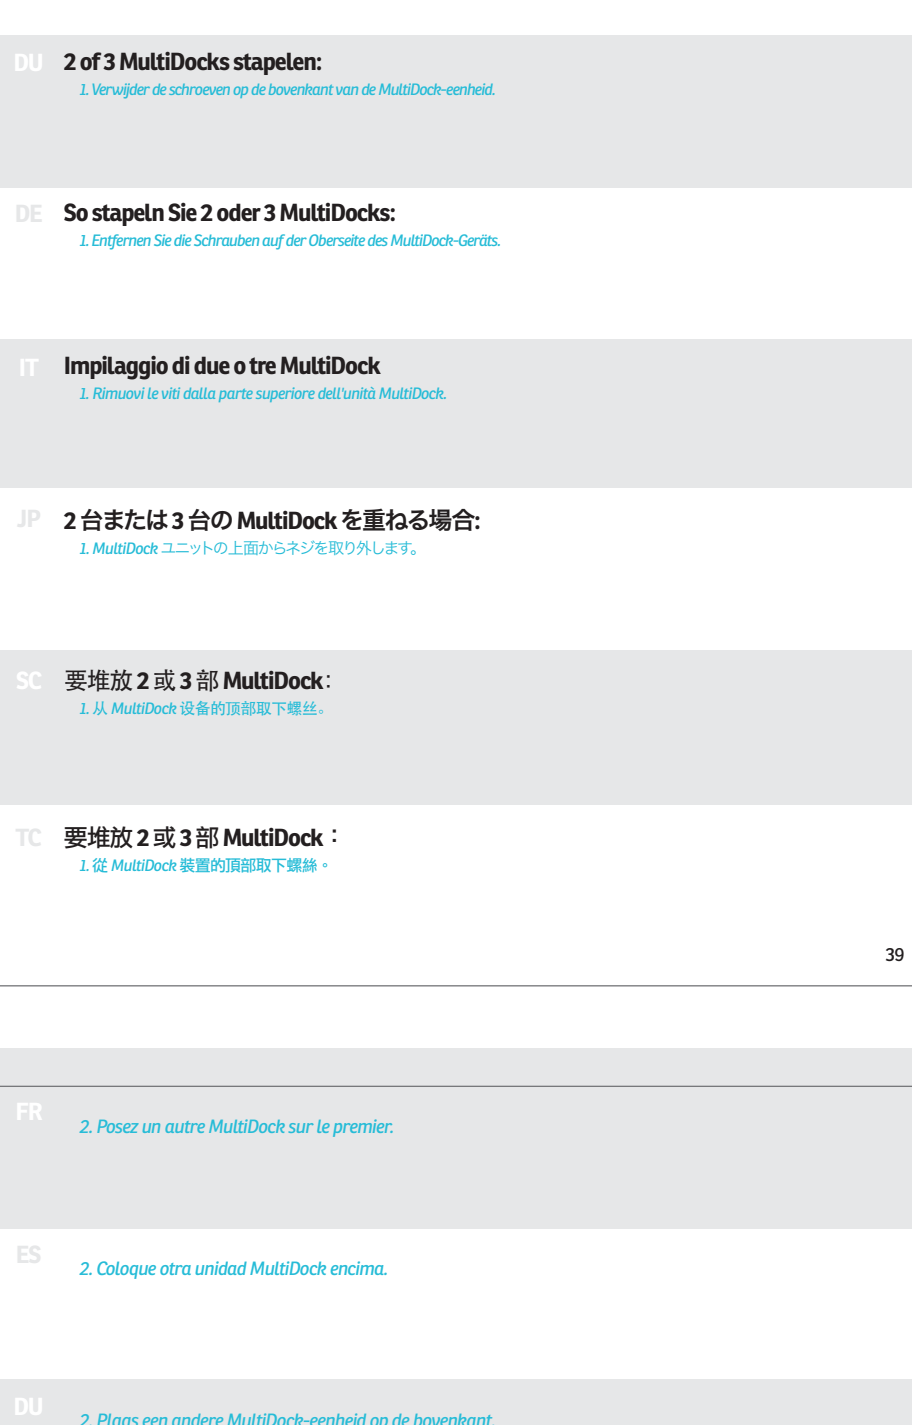 DU 2 of 3 MultiDocks stapelen:
1. Verwijder de schroeven op de bovenkant van de MultiDock-eenheid.
DE So stapeln Sie 2 oder 3 MultiDocks:
1. Entfernen Sie die Schrauben auf der Oberseite des MultiDock-Geräts.
IT Impilaggio di due o tre MultiDock
1. Rimuovi le viti dalla parte superiore dell'unità MultiDock.
JP 2 台または 3 台の MultiDock を重ねる場合:
1. MultiDock ユニットの上面からネジを取り外します。
SC 要堆放 2 或 3 部 MultiDock:
1. 从 MultiDock 设备的顶部取下螺丝。
TC 要堆放 2 或 3 部 MultiDock:
1. 從 MultiDock 裝置的頂部取下螺絲。
39
FR
2. Posez un autre MultiDock sur le premier.
ES
2. Coloque otra unidad MultiDock encima.
DU
2. Plaas een andere MultiDock-eenheid op de bovenkant.